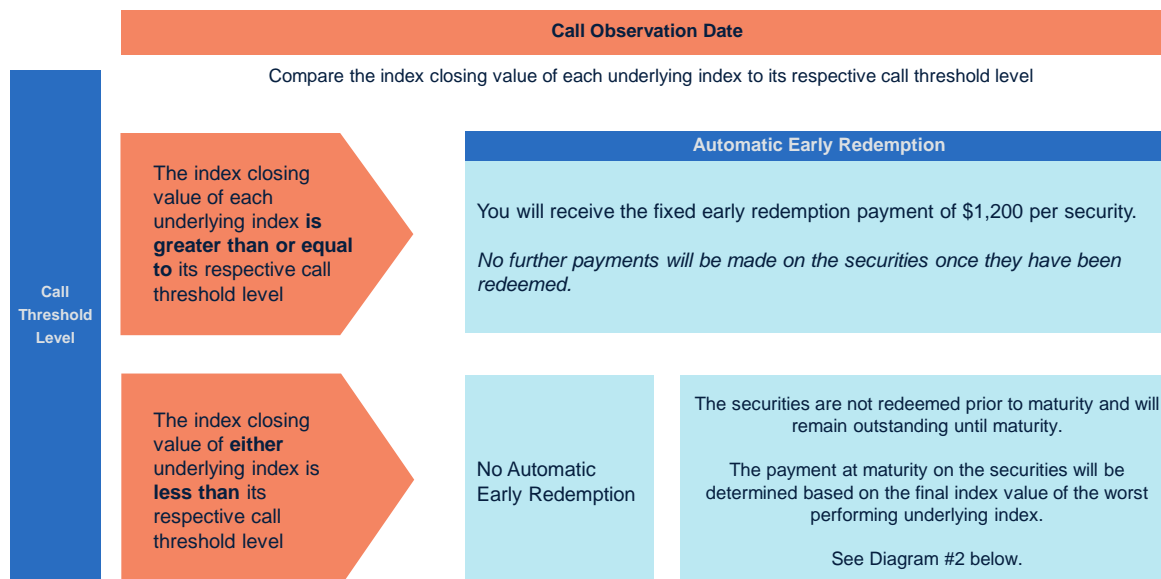 Call Observation Date
Compare the index closing value of each underlying index to its respective call threshold level
Call
Threshold
Level
The index closing
value of each
underlying index is
greater than or equal
to its respective call
threshold level
Automatic Early Redemption
You will receive the fixed early redemption payment of $1,200 per security.
No further payments will be made on the securities once they have been
redeemed.
The index closing
value of either
underlying index is
less than its
respective call
threshold level
No Automatic
Early Redemption
The securities are not redeemed prior to maturity and will
remain outstanding until maturity.
The payment at maturity on the securities will be
determined based on the final index value of the worst
performing underlying index.
See Diagram #2 below.